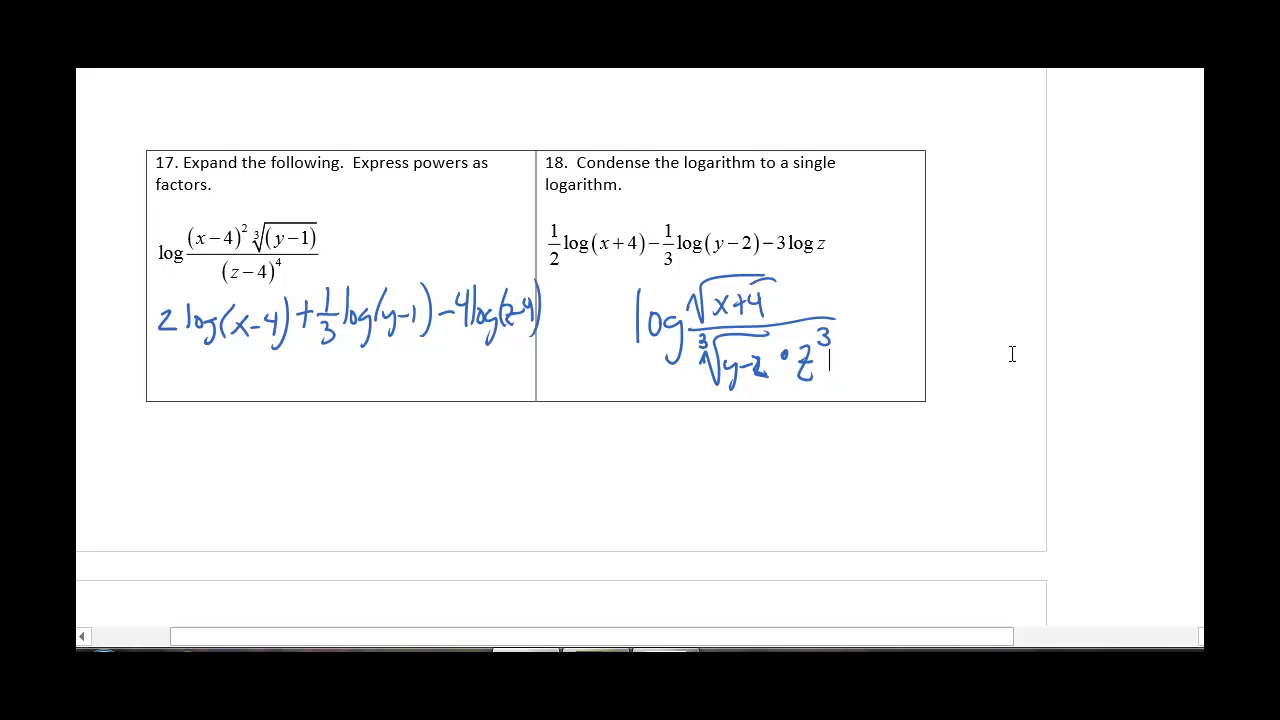 17. Expand the following. Express powers as
factors.
log (x−4)² ∛(y−1) / (z−4)⁴
2 log(x−4) + 1/3 log(y−1) − 4 log(z−4)
18. Condense the logarithm to a single
logarithm.
1/2 log(x+4) − 1/3 log(y−2) − 3 log z
log √(x+4) / ∛(y−2) · z³